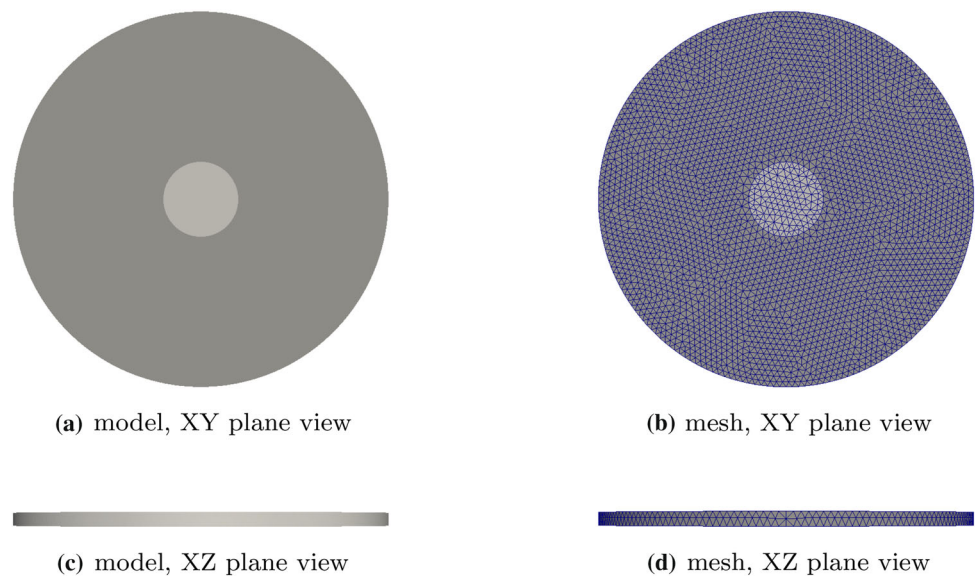 (a) model, XY plane view
(b) mesh, XY plane view
(c) model, XZ plane view
(d) mesh, XZ plane view